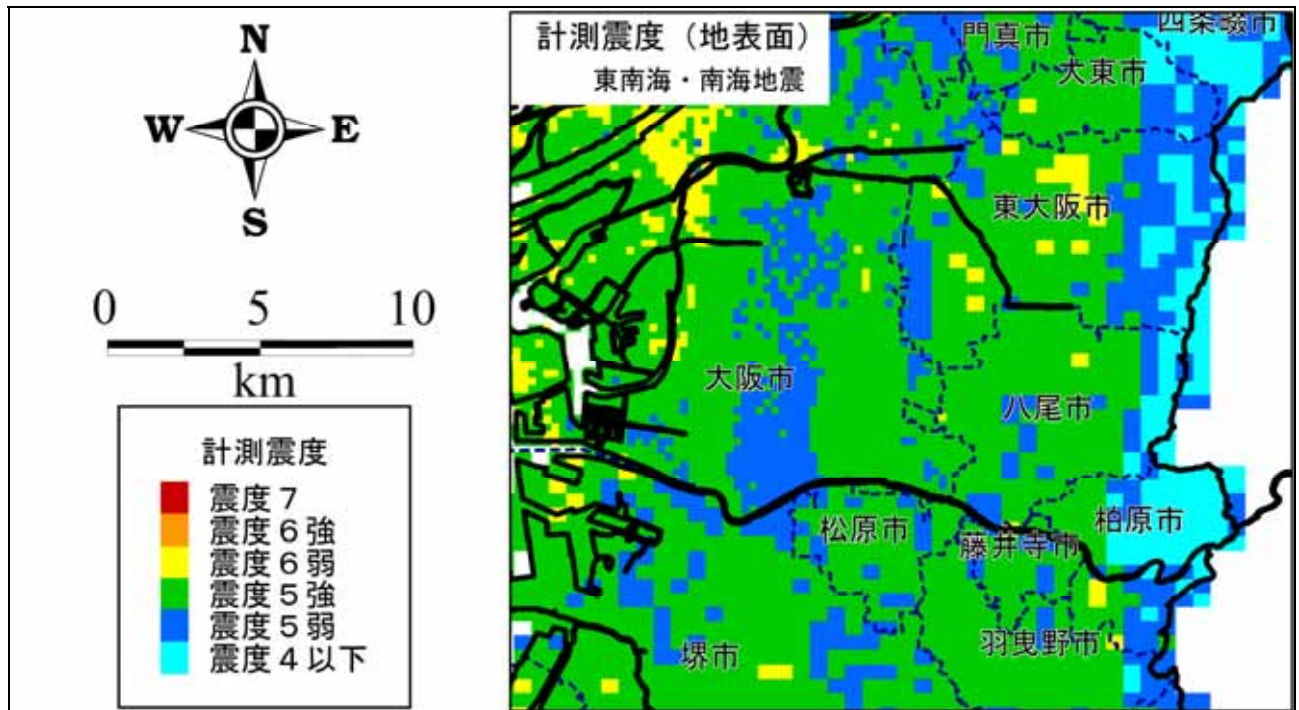 N
W E
S
0 5 10
km
計測震度
震度７
震度６強
震度６弱
震度５強
震度５弱
震度４以下
計測震度（地表面）
東南海・南海地震
門真市
四条畷市
大東市
東大阪市
大阪市
八尾市
松原市
藤井寺市
柏原市
堺市
羽曳野市